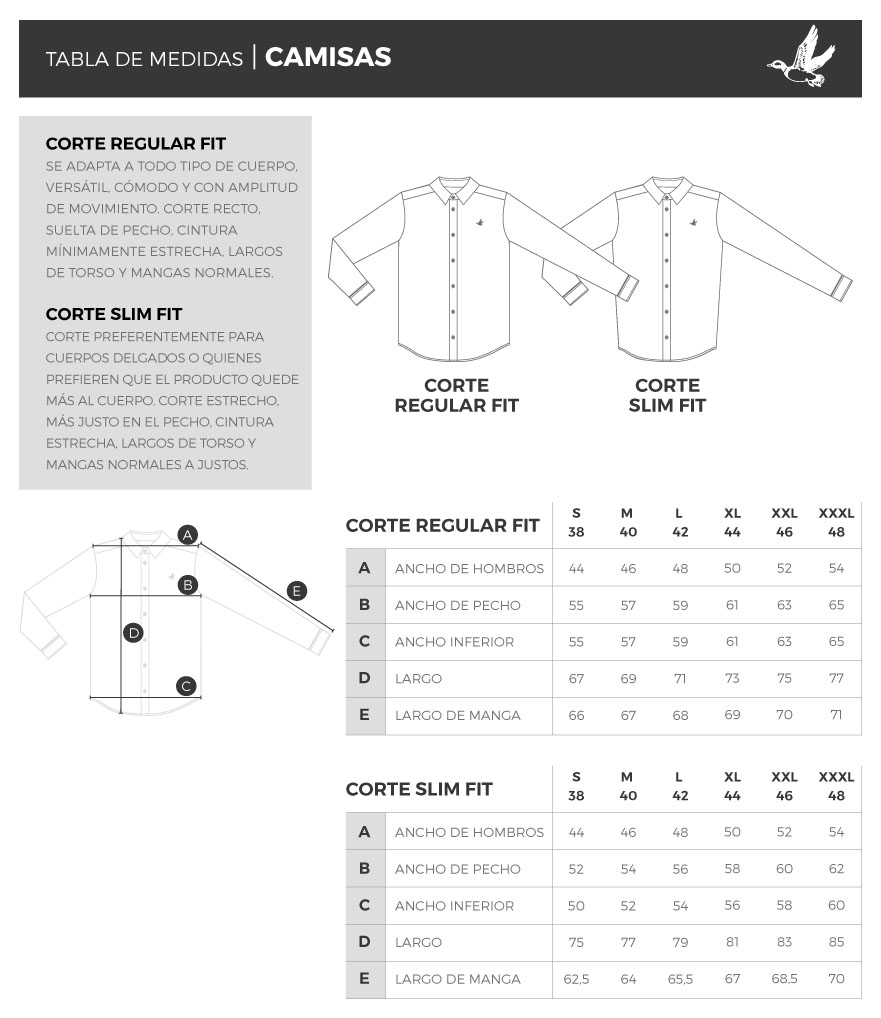 TABLA DE MEDIDAS | CAMISAS
CORTE REGULAR FIT
SE ADAPTA A TODO TIPO DE CUERPO,
VERSÁTIL, CÓMODO Y CON AMPLITUD
DE MOVIMIENTO. CORTE RECTO,
SUELTA DE PECHO, CINTURA
MÍNIMAMENTE ESTRECHA, LARGOS
DE TORSO Y MANGAS NORMALES.
CORTE SLIM FIT
CORTE PREFERENTEMENTE PARA
CUERPOS DELGADOS O QUIENES
PREFIEREN QUE EL PRODUCTO QUEDE
MÁS AL CUERPO. CORTE ESTRECHO,
MÁS JUSTO EN EL PECHO, CINTURA
ESTRECHA, LARGOS DE TORSO Y
MANGAS NORMALES A JUSTOS.
CORTE
REGULAR FIT
CORTE
SLIM FIT
A
B
E
D
C
CORTE REGULAR FIT
S M L XL XXL XXXL
38 40 42 44 46 48
A ANCHO DE HOMBROS 44 46 48 50 52 54
B ANCHO DE PECHO 55 57 59 61 63 65
C ANCHO INFERIOR 55 57 59 61 63 65
D LARGO 67 69 71 73 75 77
E LARGO DE MANGA 66 67 68 69 70 71
CORTE SLIM FIT
S M L XL XXL XXXL
38 40 42 44 46 48
A ANCHO DE HOMBROS 44 46 48 50 52 54
B ANCHO DE PECHO 52 54 56 58 60 62
C ANCHO INFERIOR 50 52 54 56 58 60
D LARGO 75 77 79 81 83 85
E LARGO DE MANGA 62,5 64 65,5 67 68,5 70